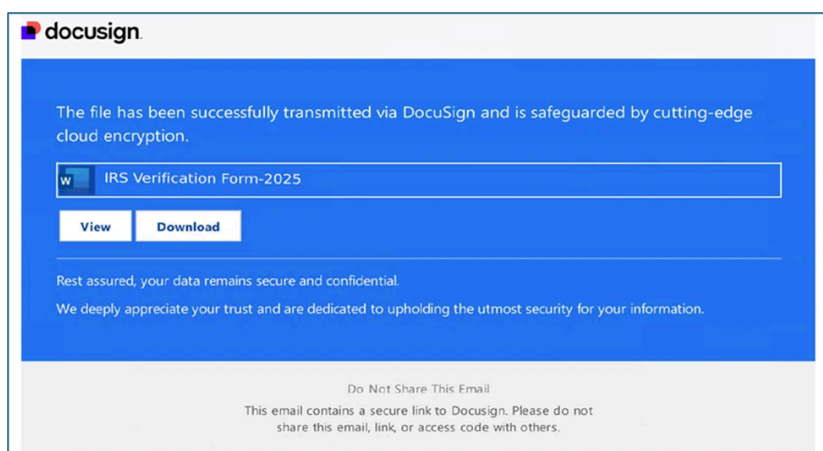 docusign.
The file has been successfully transmitted via DocuSign and is safeguarded by cutting-edge
cloud encryption.
W IRS Verification Form-2025
View Download
Rest assured, your data remains secure and confidential.
We deeply appreciate your trust and are dedicated to upholding the utmost security for your information.
Do Not Share This Email
This email contains a secure link to Docusign. Please do not
share this email, link, or access code with others.